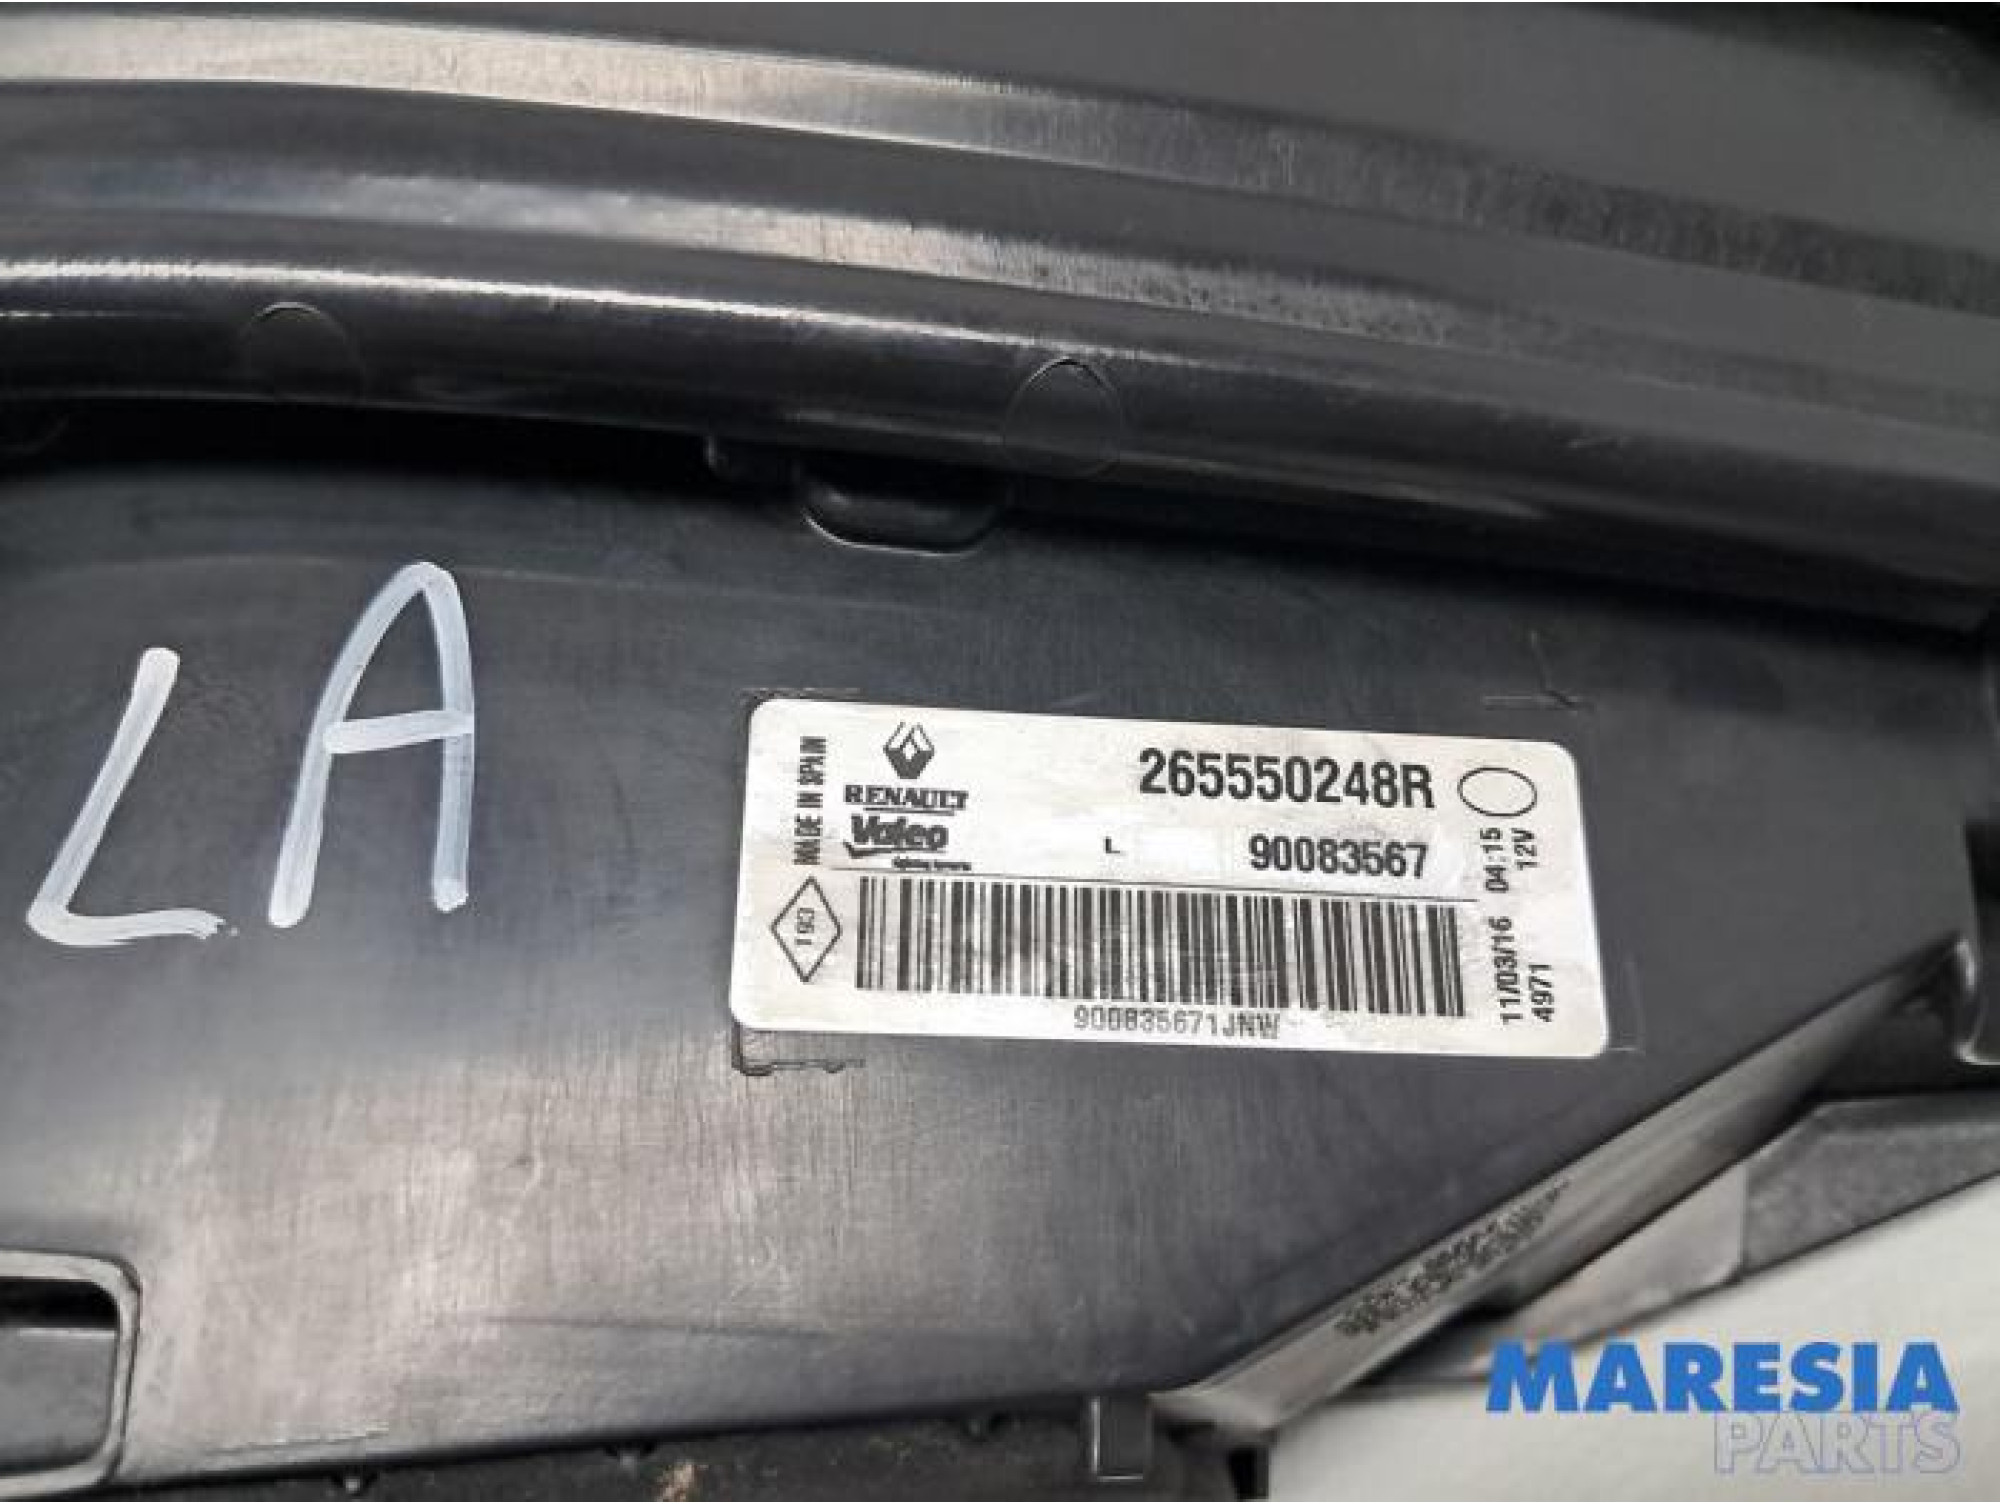 LA
MADE IN SPAIN
RENAULT
Valeo
265550248R
L
90083567
04:15
12V
11/03/16
4971
900835671JNW
MARESIA
PARTS